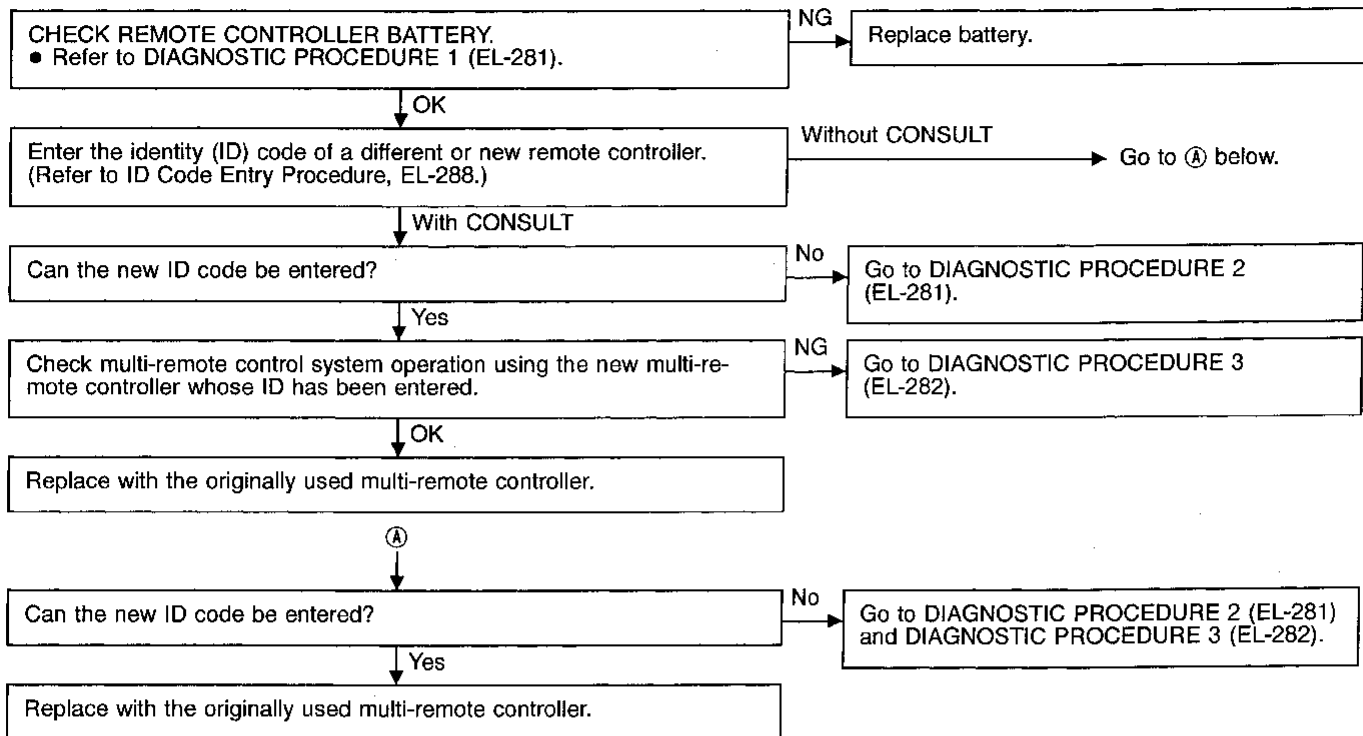 CHECK REMOTE CONTROLLER BATTERY.
● Refer to DIAGNOSTIC PROCEDURE 1 (EL-281).
NG
Replace battery.
OK
Enter the identity (ID) code of a different or new remote controller.
(Refer to ID Code Entry Procedure, EL-288.)
Without CONSULT
Go to Ⓐ below.
With CONSULT
Can the new ID code be entered?
No
Go to DIAGNOSTIC PROCEDURE 2
(EL-281).
Yes
Check multi-remote control system operation using the new multi-re-
mote controller whose ID has been entered.
NG
Go to DIAGNOSTIC PROCEDURE 3
(EL-282).
OK
Replace with the originally used multi-remote controller.
Ⓐ
Can the new ID code be entered?
No
Go to DIAGNOSTIC PROCEDURE 2 (EL-281)
and DIAGNOSTIC PROCEDURE 3 (EL-282).
Yes
Replace with the originally used multi-remote controller.